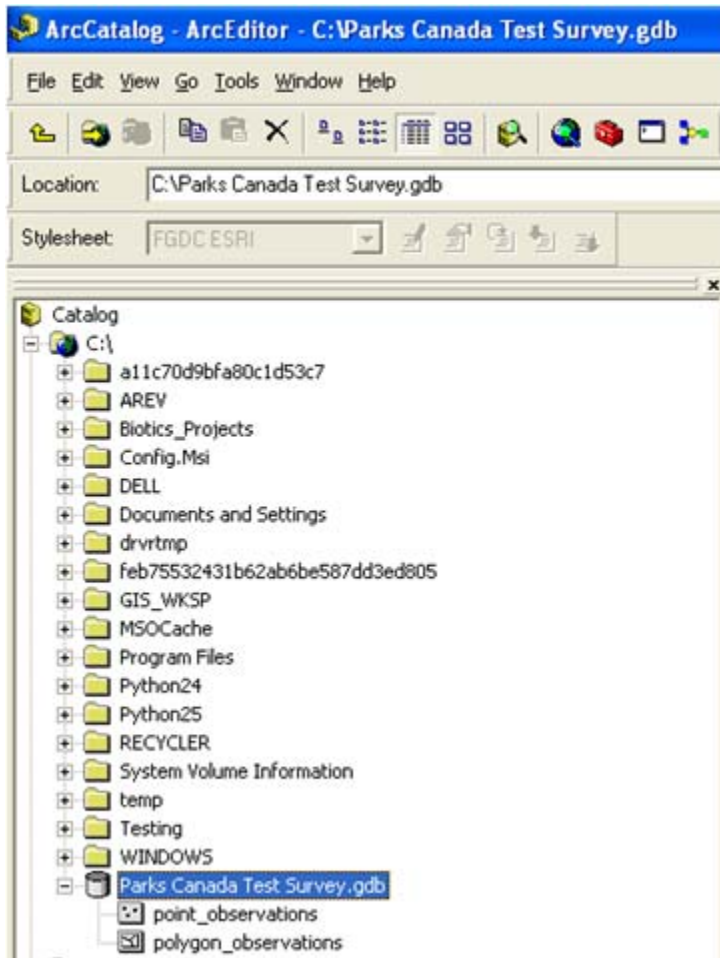 ArcCatalog - ArcEditor - C:\Parks Canada Test Survey.gdb
File Edit View Go Tools Window Help
Location: C:\Parks Canada Test Survey.gdb
Stylesheet: FGDC ESRI
Catalog
C:\
a11c70d9bfa80c1d53c7
AREV
Biotics_Projects
Config.Msi
DELL
Documents and Settings
drvrtmp
feb75532431b62ab6be587dd3ed805
GIS_WKSP
MSOCache
Program Files
Python24
Python25
RECYCLER
System Volume Information
temp
Testing
WINDOWS
Parks Canada Test Survey.gdb
point_observations
polygon_observations